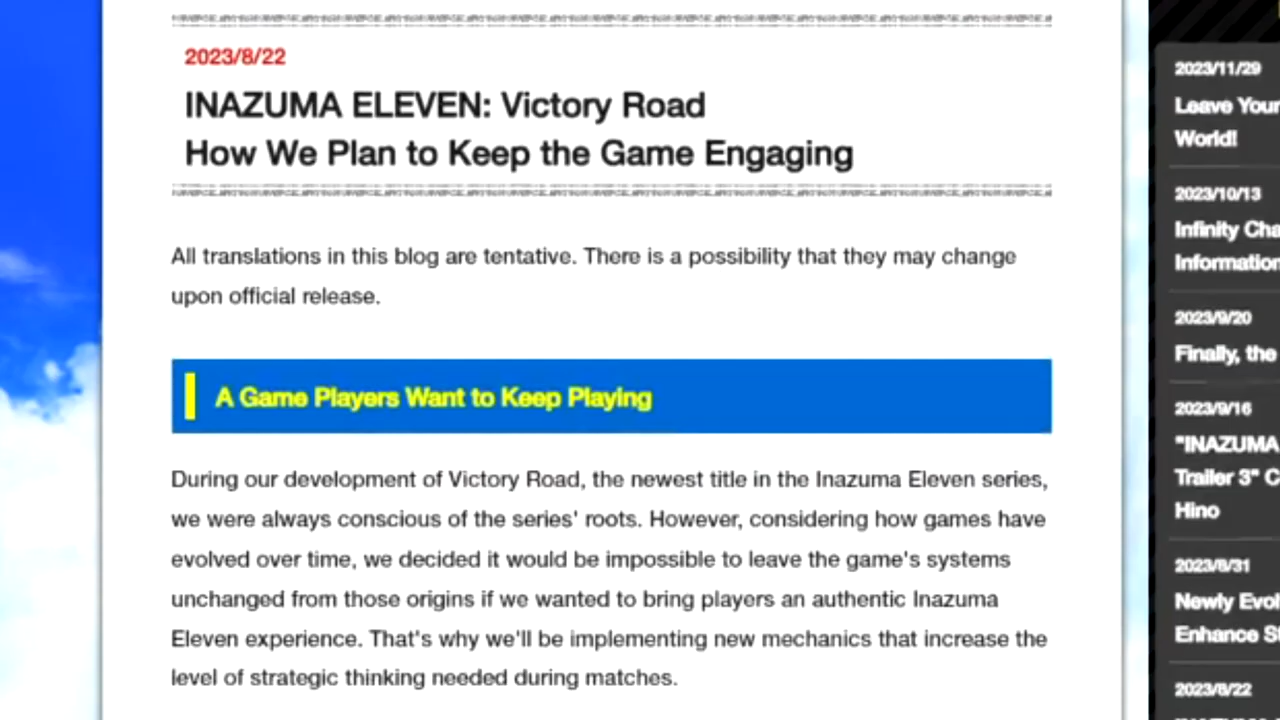 2023/8/22
INAZUMA ELEVEN: Victory Road
How We Plan to Keep the Game Engaging
All translations in this blog are tentative. There is a possibility that they may change
upon official release.
A Game Players Want to Keep Playing
During our development of Victory Road, the newest title in the Inazuma Eleven series,
we were always conscious of the series' roots. However, considering how games have
evolved over time, we decided it would be impossible to leave the game's systems
unchanged from those origins if we wanted to bring players an authentic Inazuma
Eleven experience. That's why we'll be implementing new mechanics that increase the
level of strategic thinking needed during matches.
2023/11/29
Leave Your
World!
2023/10/13
Infinity Cha
Information
2023/9/20
Finally, the
2023/9/16
"INAZUMA
Trailer 3" C
Hino
2023/8/31
Newly Evol
Enhance St
2023/8/22